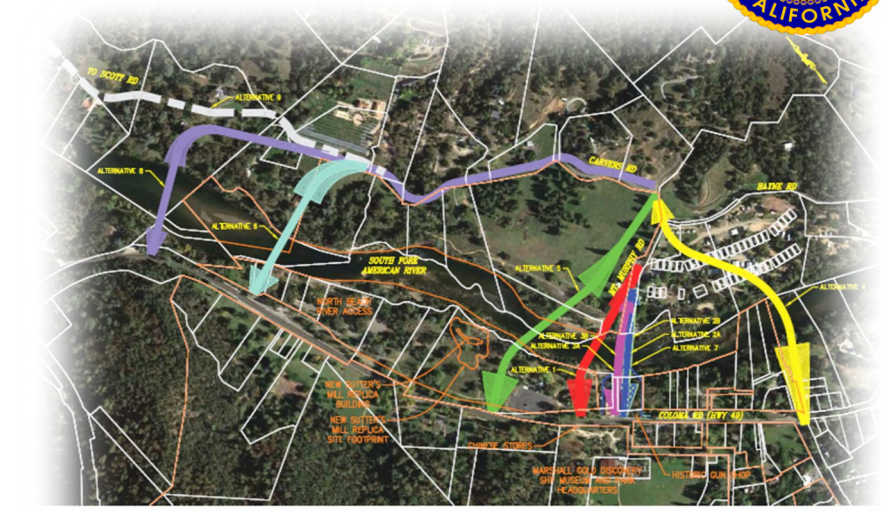 CALIFORNIA
TO SCOTT RD
ALTERNATIVE 9
ALTERNATIVE 8
CARVERS RD
BAYNE RD
ALTERNATIVE 6
SOUTH FORK
AMERICAN RIVER
ALTERNATIVE 5
MT MURPHY RD
ALTERNATIVE 4
NORTH BEACH
RIVER ACCESS
ALTERNATIVE 2B
ALTERNATIVE 2A
ALTERNATIVE 3B
ALTERNATIVE 3A
ALTERNATIVE 7
ALTERNATIVE 1
NEW SUTTER'S
MILL REPLICA
BUILDING
NEW SUTTER'S
MILL REPLICA
SITE FOOTPRINT
COLOMA RD (HWY 49)
CHINESE STORES
MARSHALL GOLD DISCOVERY
SHP MUSEUM AND PARK
HEADQUARTERS
HISTORIC GUN SHOP